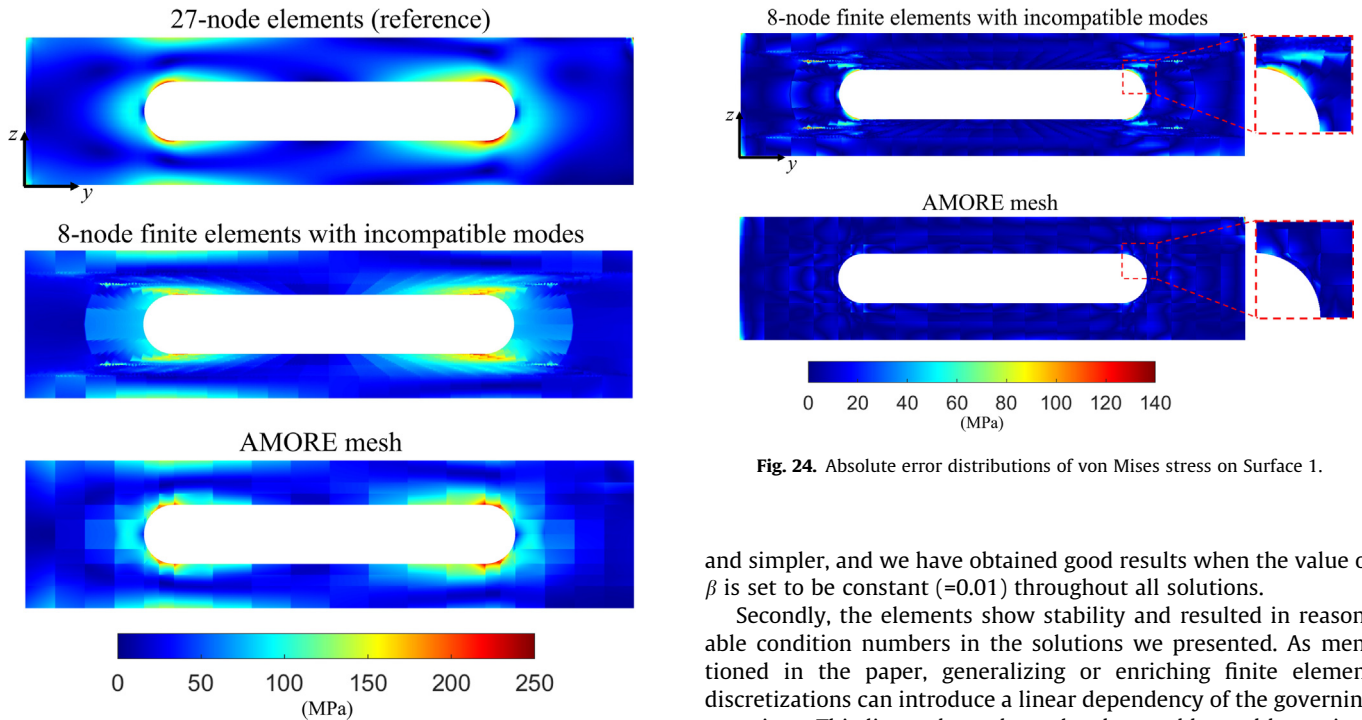 27-node elements (reference)
z
y
8-node finite elements with incompatible modes
AMORE mesh
0 50 100 150 200 250
(MPa)
8-node finite elements with incompatible modes
z
y
AMORE mesh
0 20 40 60 80 100 120 140
(MPa)
Fig. 24. Absolute error distributions of von Mises stress on Surface 1.
and simpler, and we have obtained good results when the value o
β is set to be constant (=0.01) throughout all solutions.
Secondly, the elements show stability and resulted in reason
able condition numbers in the solutions we presented. As men
tioned in the paper, generalizing or enriching finite elemen
discretizations can introduce a linear dependency of the governin